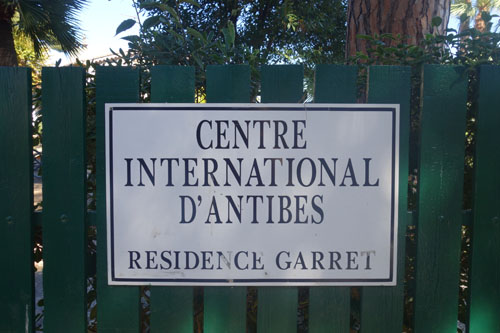 CENTRE
INTERNATIONAL
D'ANTIBES
RESIDENCE GARRET